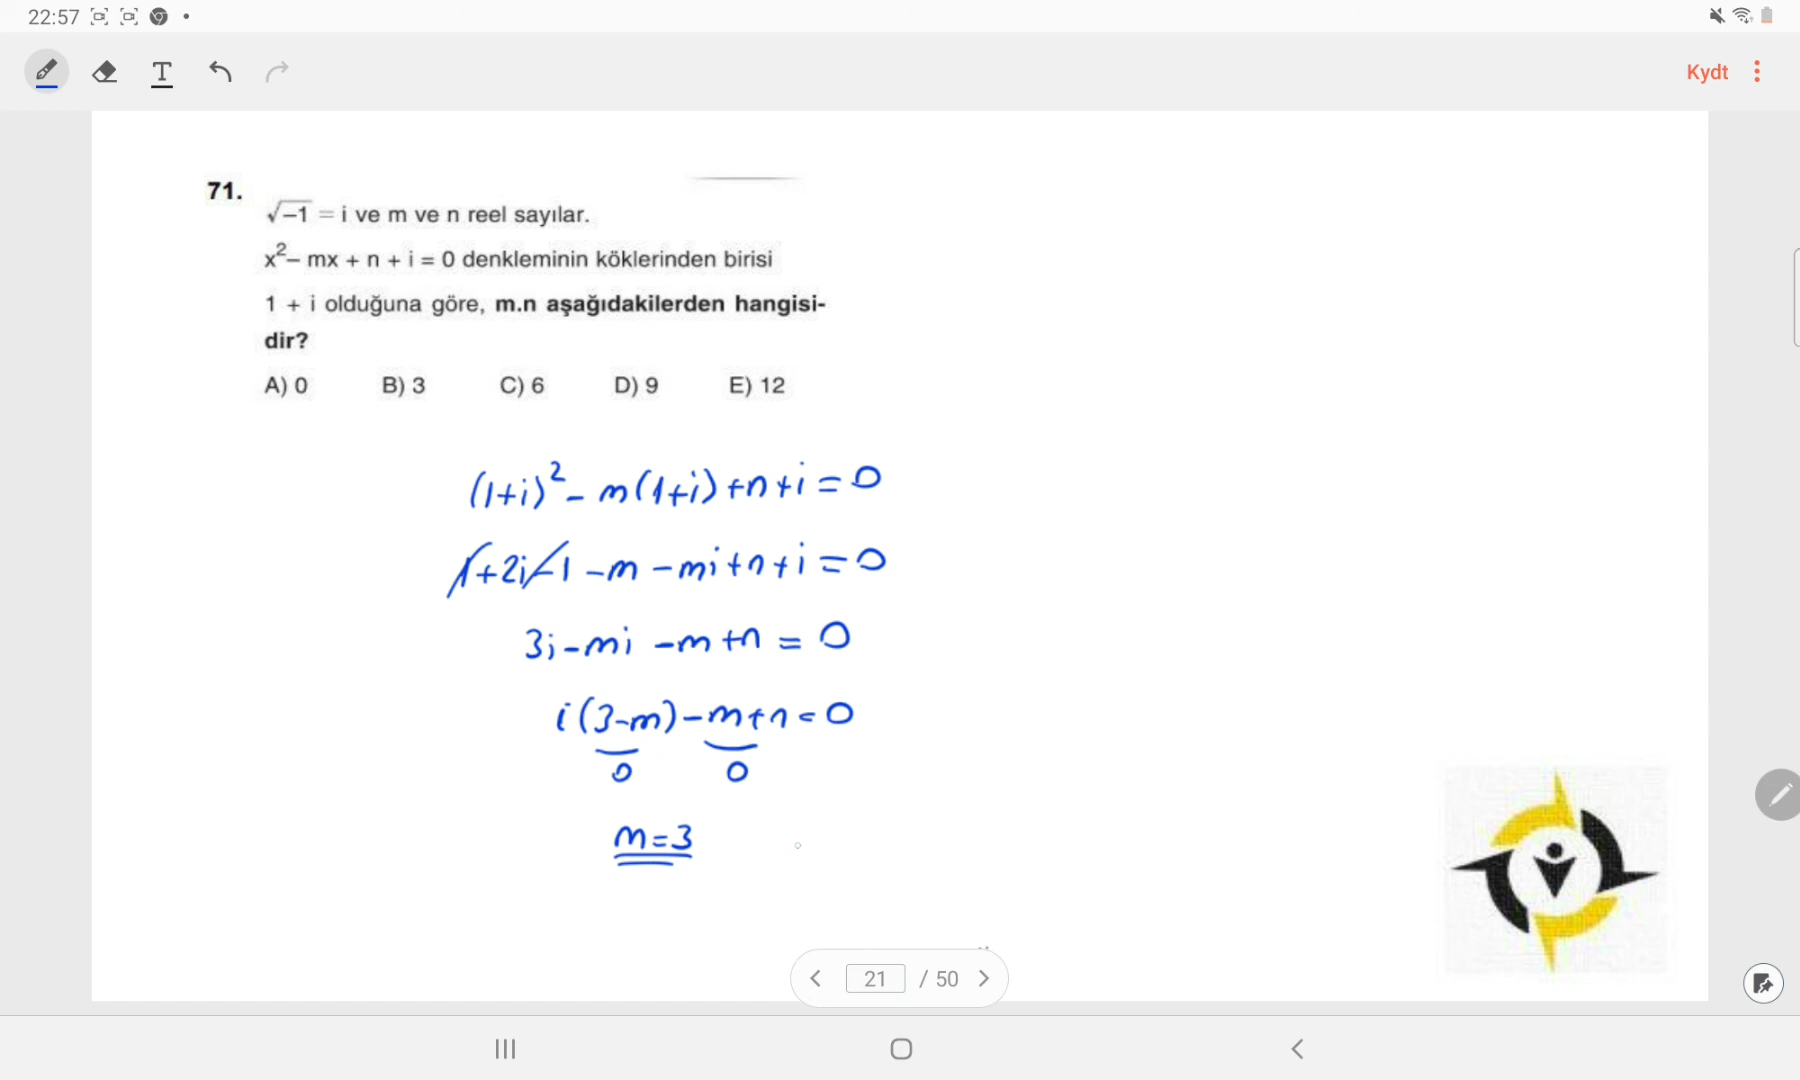 22:57
T
Kydt
71.
√-1 = i ve m ve n reel sayılar.
x²– mx + n + i = 0 denkleminin köklerinden birisi
1 + i olduğuna göre, m.n aşağıdakilerden hangisi-
dir?
A) 0 B) 3 C) 6 D) 9 E) 12
(1+i)² - m(1+i) +n+i = 0
1+2i-1 -m -mi+n+i = 0
3i-mi -m+n = 0
i(3-m)-m+n=0
0 0
m=3
21 / 50